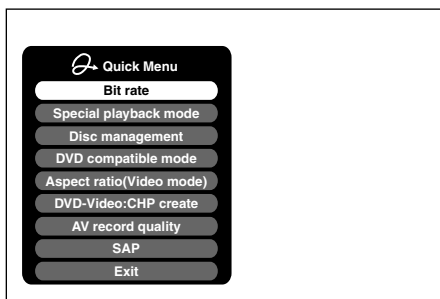 Quick Menu
Bit rate
Special playback mode
Disc management
DVD compatible mode
Aspect ratio(Video mode)
DVD-Video:CHP create
AV record quality
SAP
Exit